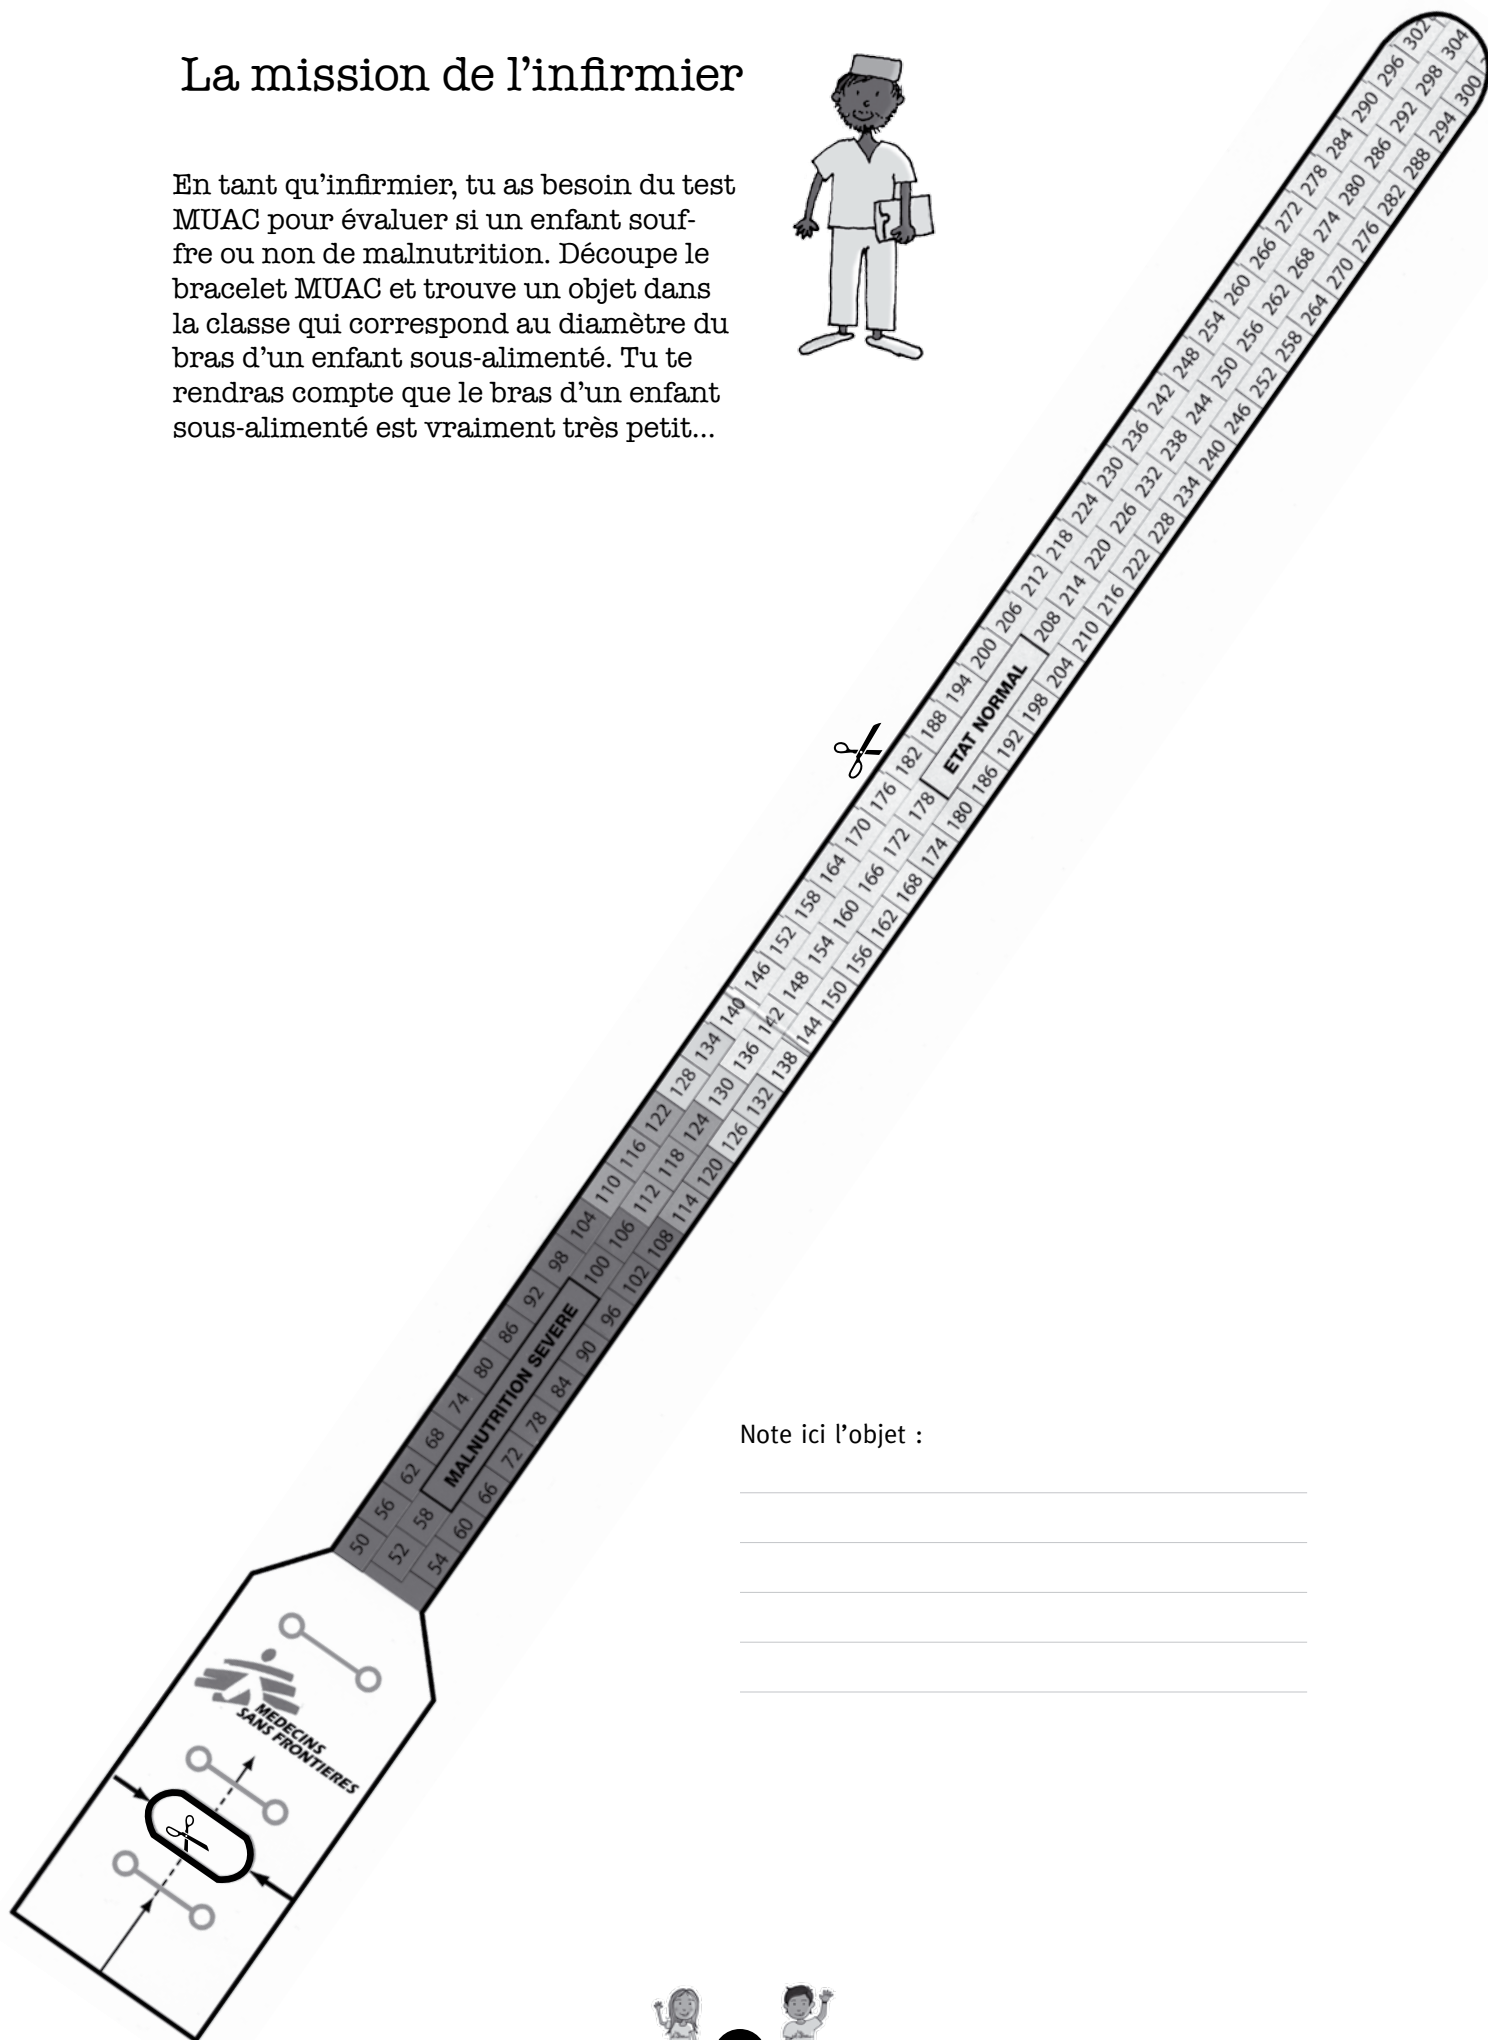 La mission de l'infirmier
En tant qu'infirmier, tu as besoin du test
MUAC pour évaluer si un enfant souf-
fre ou non de malnutrition. Découpe le
bracelet MUAC et trouve un objet dans
la classe qui correspond au diamètre du
bras d'un enfant sous-alimenté. Tu te
rendras compte que le bras d'un enfant
sous-alimenté est vraiment très petit...
50 56 62 68 74 80 86 92 98 104 110 116 122 128 134 140 146 152 158 164 170 176 182 188 194 200 206 212 218 224 230 236 242 248 254 260 266 272 278 284 290 296 302
52 58 MALNUTRITION SEVERE 100 106 112 118 124 130 136 142 148 154 160 166 172 178 ETAT NORMAL 208 214 220 226 232 238 244 250 256 262 268 274 280 286 292 298 304
54 60 66 72 78 84 90 96 102 108 114 120 126 132 138 144 150 156 162 168 174 180 186 192 198 204 210 216 222 228 234 240 246 252 258 264 270 276 282 288 294 300
Note ici l'objet :
MEDECINS
SANS FRONTIERES